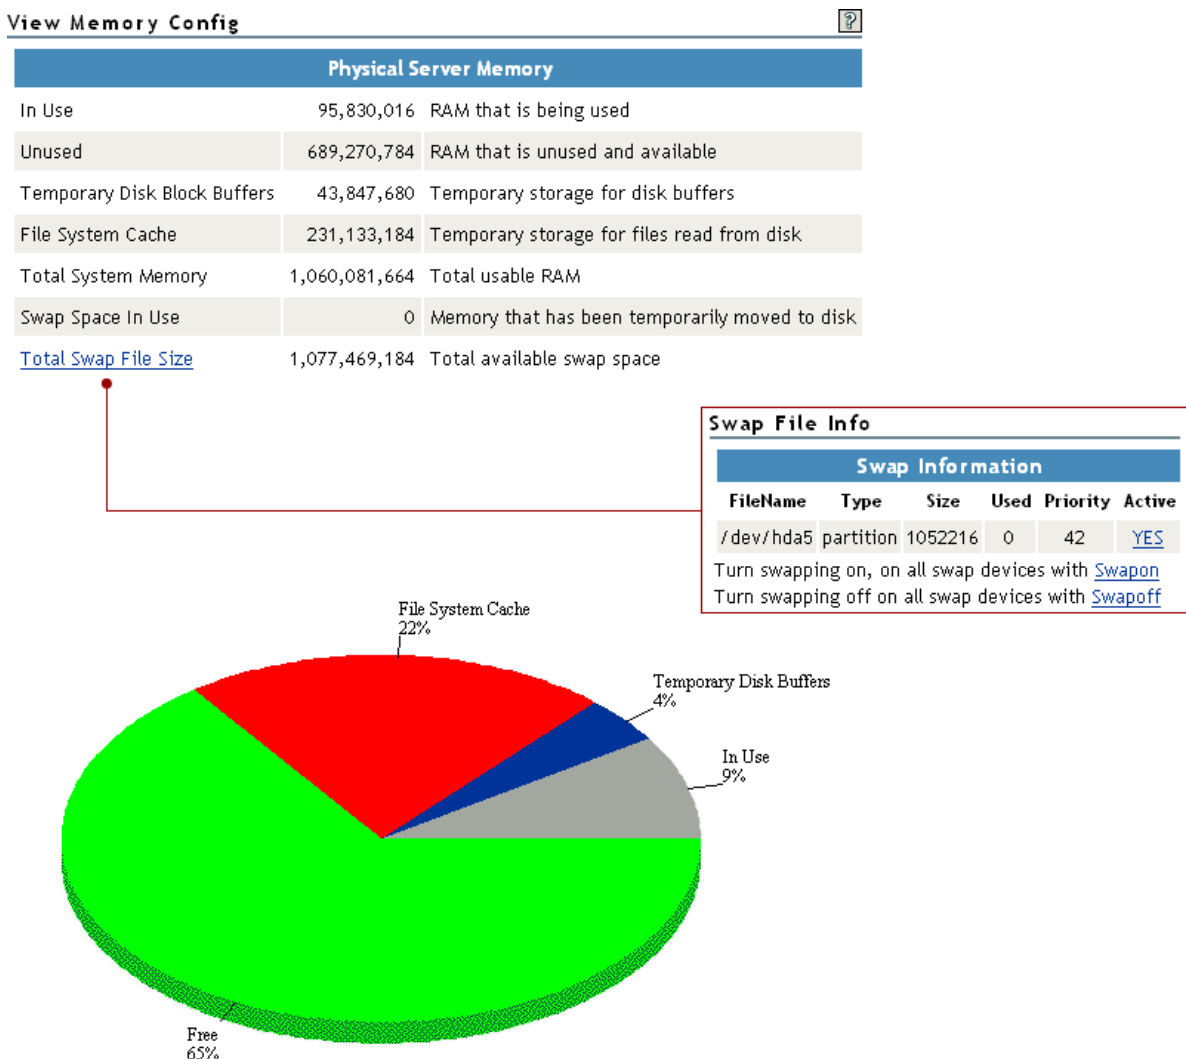 View Memory Config
?
Physical Server Memory
In Use 95,830,016 RAM that is being used
Unused 689,270,784 RAM that is unused and available
Temporary Disk Block Buffers 43,847,680 Temporary storage for disk buffers
File System Cache 231,133,184 Temporary storage for files read from disk
Total System Memory 1,060,081,664 Total usable RAM
Swap Space In Use 0 Memory that has been temporarily moved to disk
Total Swap File Size 1,077,469,184 Total available swap space
Swap File Info
Swap Information
FileName Type Size Used Priority Active
/dev/hda5 partition 1052216 0 42 YES
Turn swapping on, on all swap devices with Swapon
Turn swapping off on all swap devices with Swapoff
File System Cache
22%
Temporary Disk Buffers
4%
In Use
9%
Free
65%